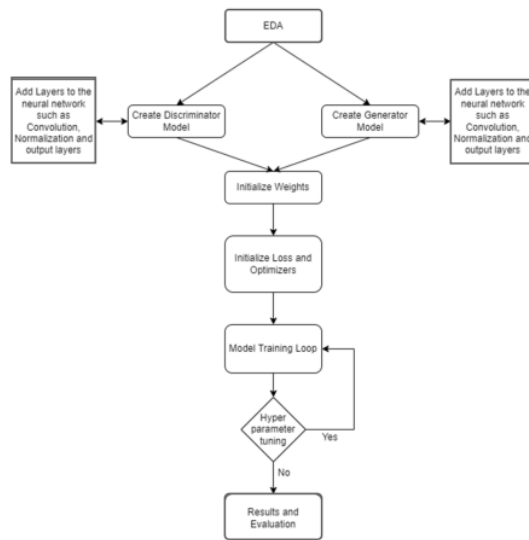 EDA
Add Layers to the
neural network
such as
Convolution,
Normalization and
output layers
Create Discriminator
Model
Create Generator
Model
Add Layers to the
neural network
such as
Convolution,
Normalization and
output layers
Initialize Weights
Initialize Loss and
Optimizers
Model Training Loop
Hyper
parameter
tuning
Yes
No
Results and
Evaluation